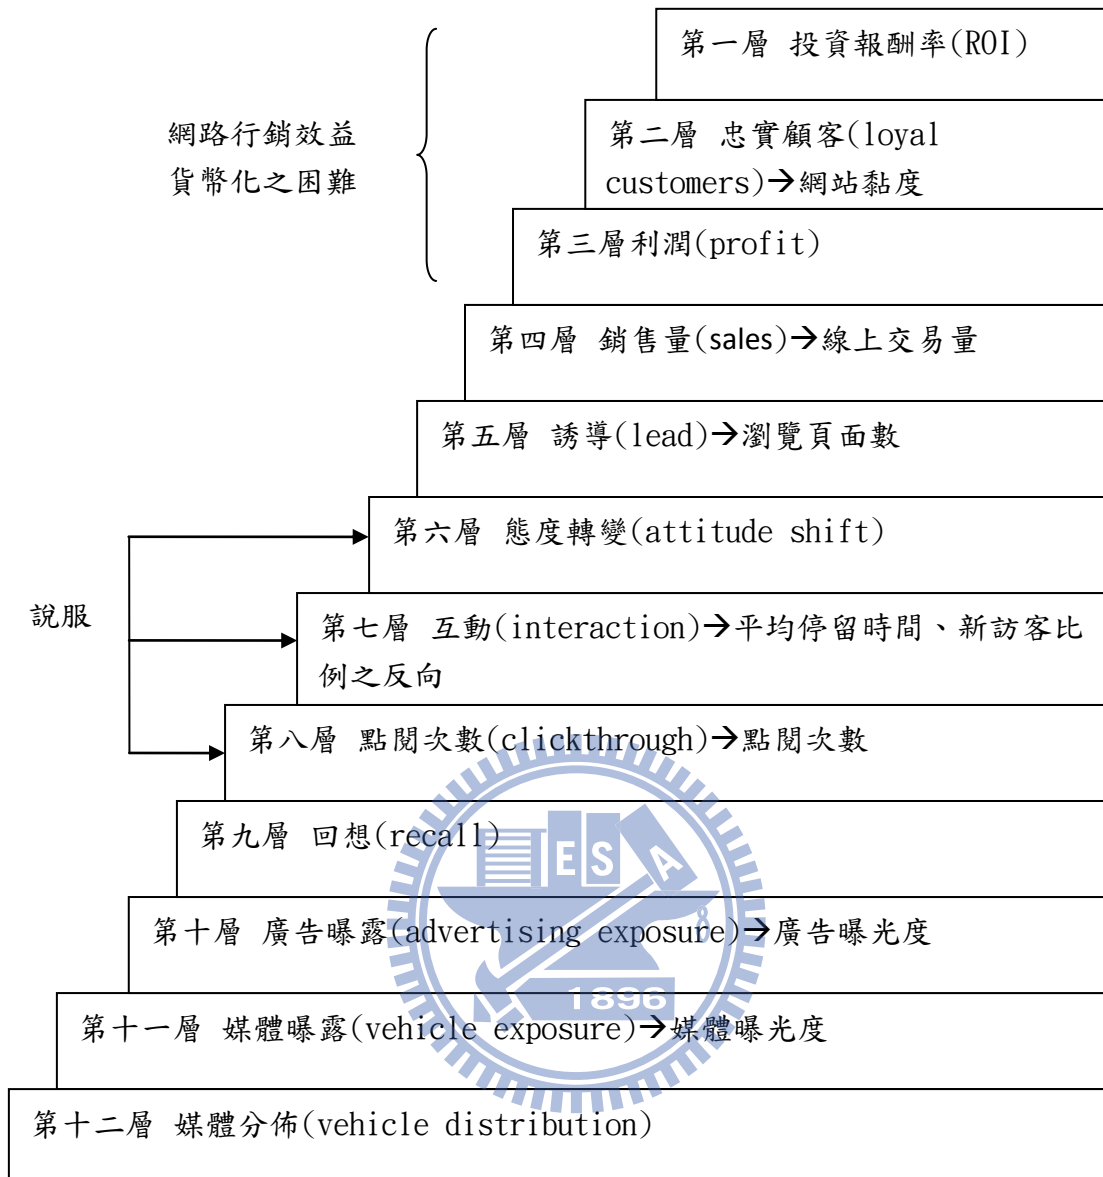 第一層 投資報酬率(ROI)
網路行銷效益
貨幣化之困難
第二層 忠實顧客(loyal
customers)→網站黏度
第三層利潤(profit)
第四層 銷售量(sales)→線上交易量
第五層 誘導(lead)→瀏覽頁面數
第六層 態度轉變(attitude shift)
說服
第七層 互動(interaction)→平均停留時間、新訪客比
例之反向
第八層 點閱次數(clickthrough)→點閱次數
第九層 回想(recall)
E S A
第十層 廣告曝露(advertising exposure)→廣告曝光度
1896
第十一層 媒體曝露(vehicle exposure)→媒體曝光度
第十二層 媒體分佈(vehicle distribution)